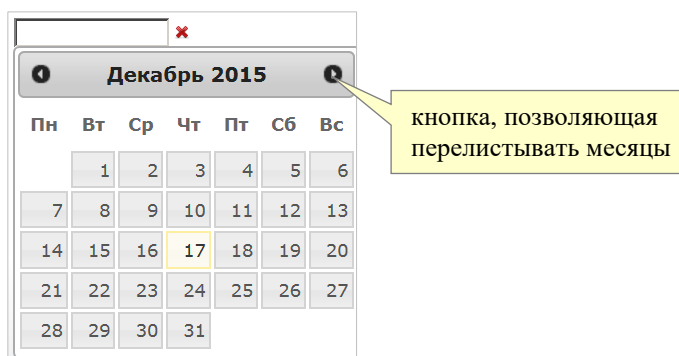 Декабрь 2015
Пн Вт Ср Чт Пт Сб Вс
1 2 3 4 5 6
7 8 9 10 11 12 13
14 15 16 17 18 19 20
21 22 23 24 25 26 27
28 29 30 31
кнопка, позволяющая
перелистывать месяцы